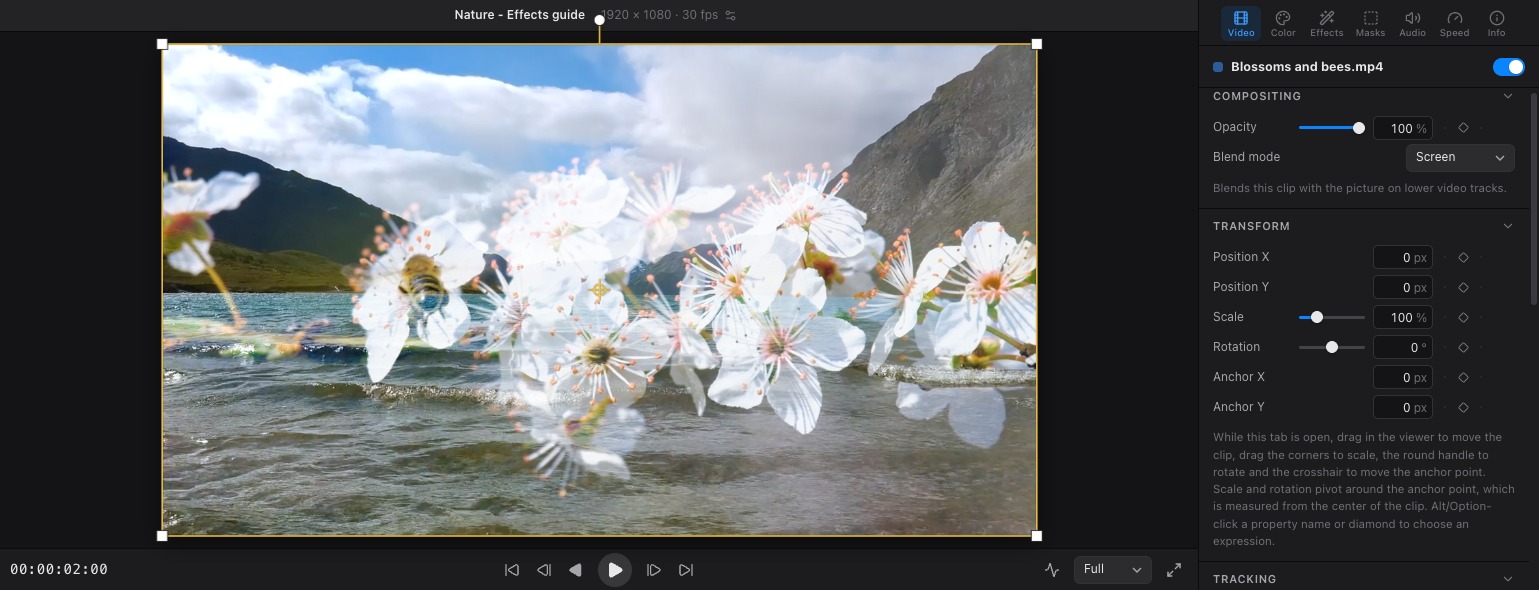 Nature - Effects guide 1920 × 1080 · 30 fps
Video Color Effects Masks Audio Speed Info
Blossoms and bees.mp4
COMPOSITING
Opacity 100 %
Blend mode Screen
Blends this clip with the picture on lower video tracks.
TRANSFORM
Position X 0 px
Position Y 0 px
Scale 100 %
Rotation 0 °
Anchor X 0 px
Anchor Y 0 px
While this tab is open, drag in the viewer to move the
clip, drag the corners to scale, the round handle to
rotate and the crosshair to move the anchor point.
Scale and rotation pivot around the anchor point, which
is measured from the center of the clip. Alt/Option-
click a property name or diamond to choose an
expression.
TRACKING
00:00:02:00 Full